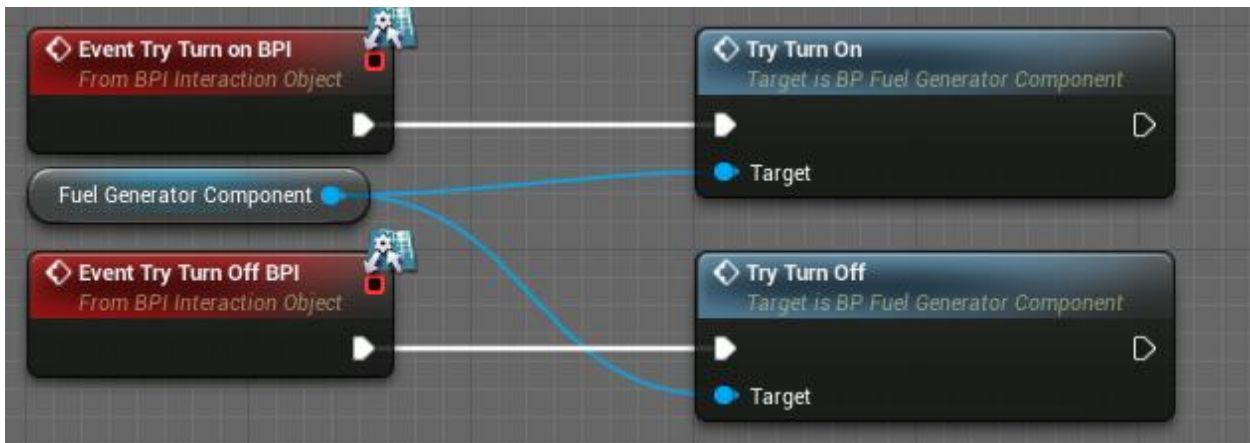 Event Try Turn on BPI
From BPI Interaction Object
Try Turn On
Target is BP Fuel Generator Component
Target
Fuel Generator Component
Event Try Turn Off BPI
From BPI Interaction Object
Try Turn Off
Target is BP Fuel Generator Component
Target